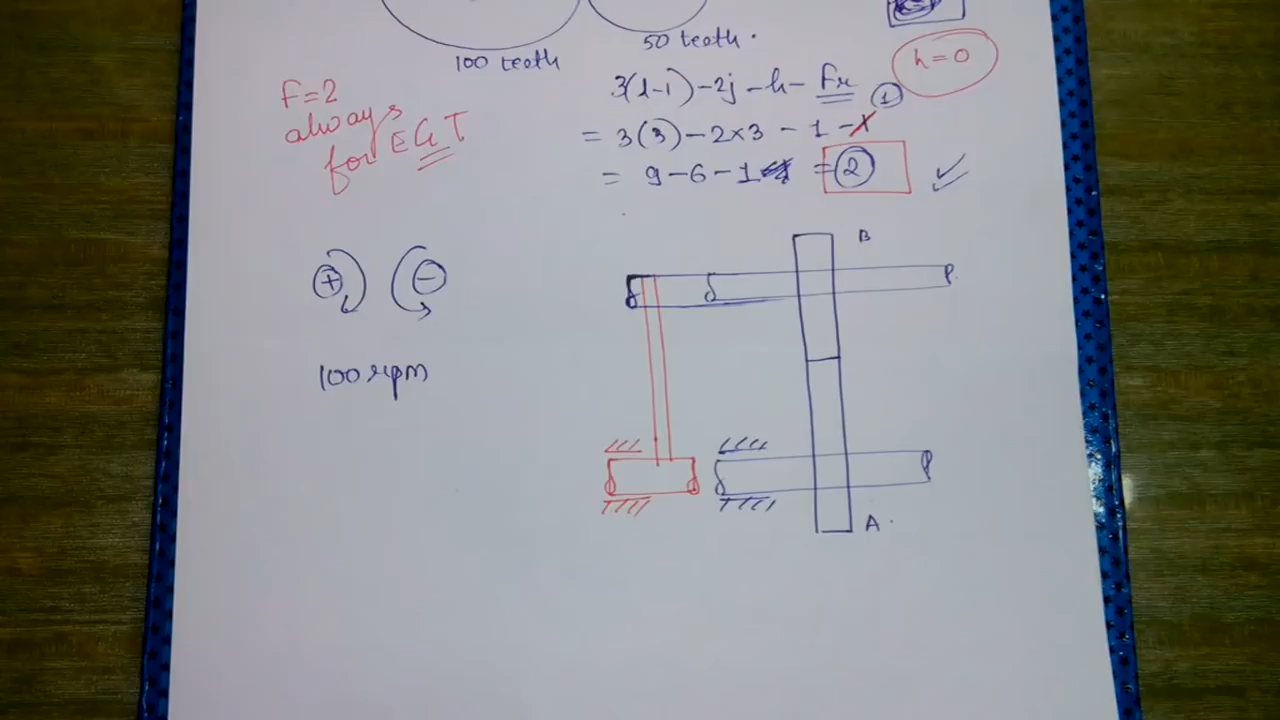 100 teeth
50 teeth.
h=0
F=2
always
for EGT
3(l-1)-2j-h-Fr
1
= 3(3)-2×3-1-
= 9-6-1 = 2
+ -
B
100 rpm
A.